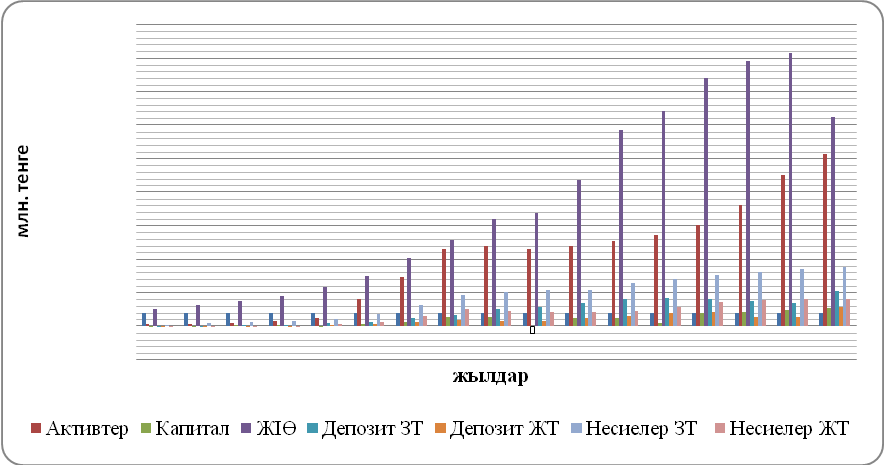 млн. тенге
жылдар
Активтер Капитал ЖІӨ Депозит ЗТ Депозит ЖТ Несиелер ЗТ Несиелер ЖТ